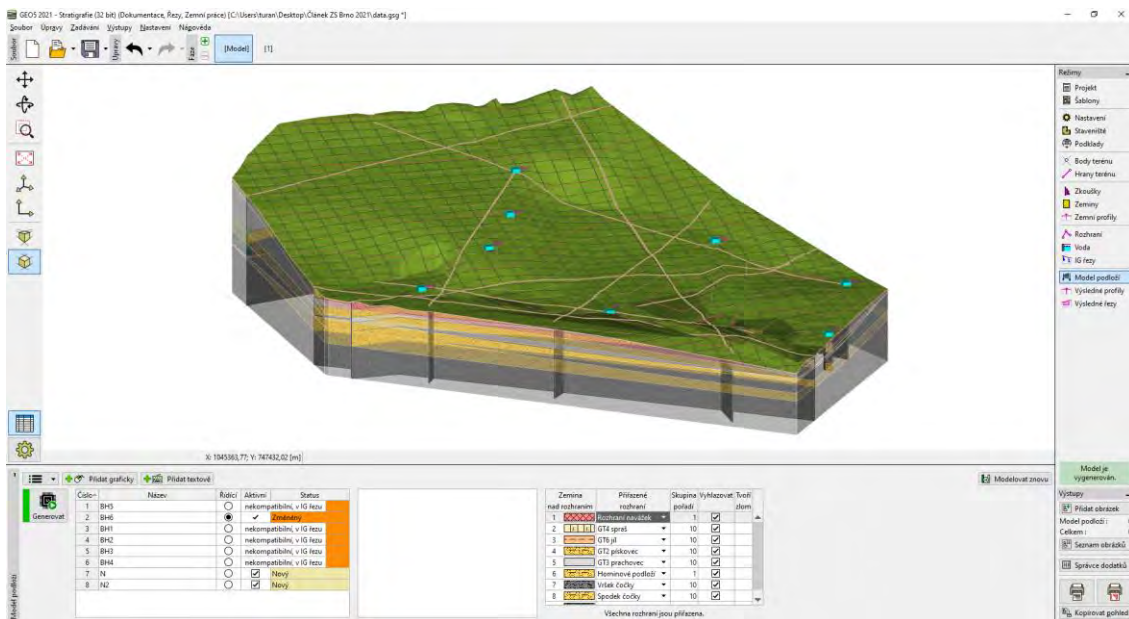 GEO5 2021 - Stratigrafie (32 bit) (Dokumentace, Řezy, Zemní práce) [C:\Users\turan\Desktop\Článek ZS Brno 2021\data.gsg *]
Soubor Úpravy Zadávání Výstupy Nastavení Nápověda
Soubor
Úpravy
Fáze
[Model]
[1]
Režimy
Projekt
Šablony
Nastavení
Staveniště
Podklady
Body terénu
Hrany terénu
Zkoušky
Zeminy
Zemní profily
Rozhraní
Voda
IG řezy
Model podloží
Výsledné profily
Výsledné řezy
X: 1045363,77; Y: 747432,02 [m]
Přidat graficky
Přidat textově
Modelovat znovu
Model je
vygenerován.
Generovat
Číslo Název Řídící Aktivní Status
1 BH5 nekompatibilní, v IG řezu
2 BH6 Změněný
3 BH1 nekompatibilní, v IG řezu
4 BH2 nekompatibilní, v IG řezu
5 BH3 nekompatibilní, v IG řezu
6 BH4 nekompatibilní, v IG řezu
7 N Nový
8 N2 Nový
Zemina Přiřazené Skupina Vyhlazovat Tvoří
nad rozhraním rozhraní pořadí zlom
1 Rozhraní navážek 1
2 GT4 spraš 10
3 GT6 jíl 10
4 GT2 pískovec 10
5 GT3 prachovec 10
6 Horninové podloží 1
7 Vršek čočky 10
8 Spodek čočky 10
Všechna rozhraní jsou přiřazena.
Výstupy
Přidat obrázek
Model podloží :
Celkem :
Seznam obrázků
Správce dodatků
Kopírovat pohled
Model podloží